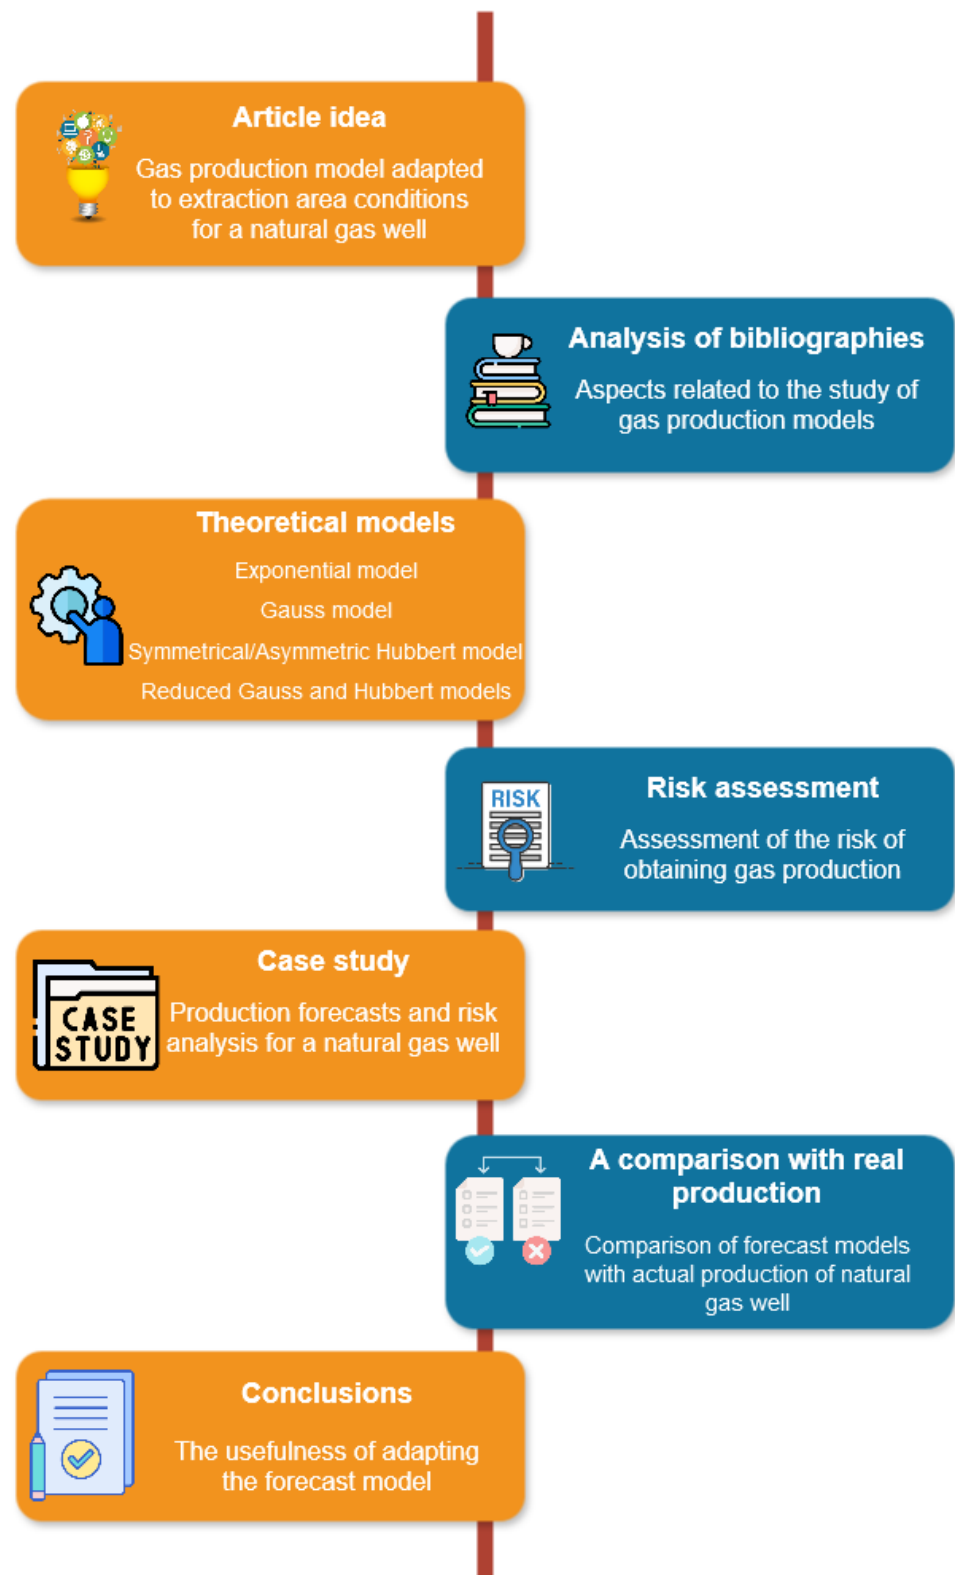 Article idea
Gas production model adapted
to extraction area conditions
for a natural gas well
Analysis of bibliographies
Aspects related to the study of
gas production models
Theoretical models
Exponential model
Gauss model
Symmetrical/Asymmetric Hubbert model
Reduced Gauss and Hubbert models
RISK
Risk assessment
Assessment of the risk of
obtaining gas production
CASE
STUDY
Case study
Production forecasts and risk
analysis for a natural gas well
A comparison with real
production
Comparison of forecast models
with actual production of natural
gas well
Conclusions
The usefulness of adapting
the forecast model